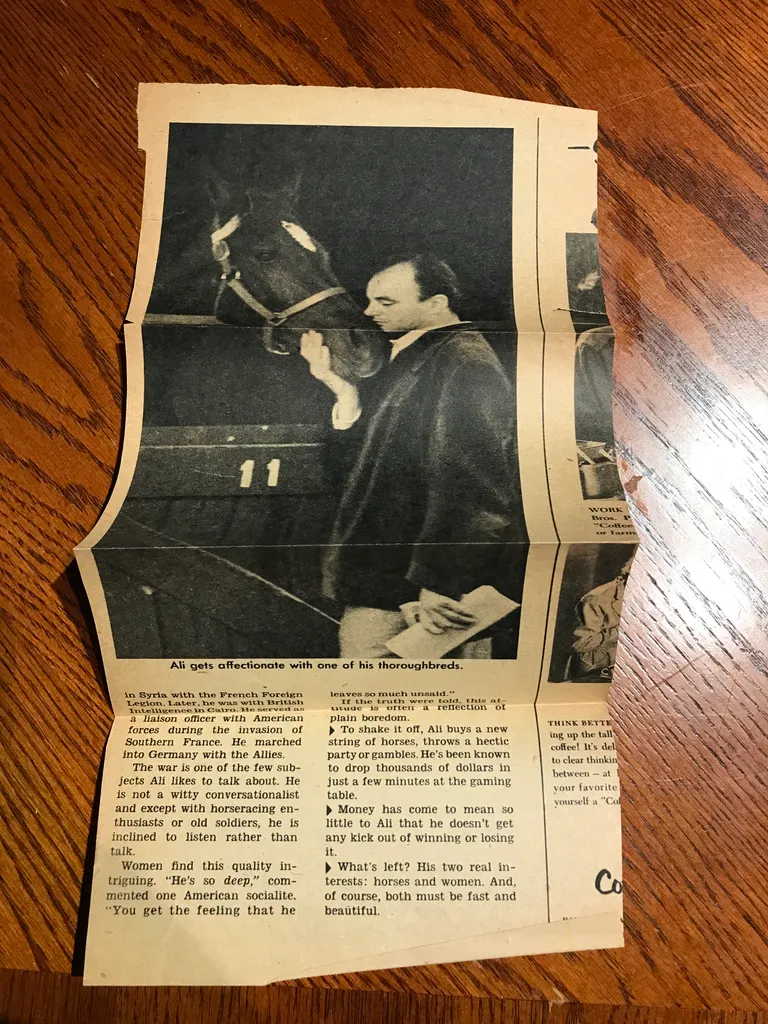 11
Ali gets affectionate with one of his thoroughbreds.
in Syria with the French Foreign
Legion. Later, he was with British
Intelligence in Cairo. He served as
a liaison officer with American
forces during the invasion of
Southern France. He marched
into Germany with the Allies.
The war is one of the few sub-
jects Ali likes to talk about. He
is not a witty conversationalist
and except with horseracing en-
thusiasts or old soldiers, he is
inclined to listen rather than
talk.
Women find this quality in-
triguing. "He's so deep," com-
mented one American socialite.
"You get the feeling that he
leaves so much unsaid."
If the truth were told, this at-
titude is often a reflection of
plain boredom.
To shake it off, Ali buys a new
string of horses, throws a hectic
party or gambles. He's been known
to drop thousands of dollars in
just a few minutes at the gaming
table.
Money has come to mean so
little to Ali that he doesn't get
any kick out of winning or losing
it.
What's left? His two real in-
terests: horses and women. And,
of course, both must be fast and
beautiful.
WORK
Bros. P
"Coffee
or farm
THINK BETTE
ing up the tall
coffee! It's del
to clear thinkin
between — at
your favorite
yourself a "Co
Co